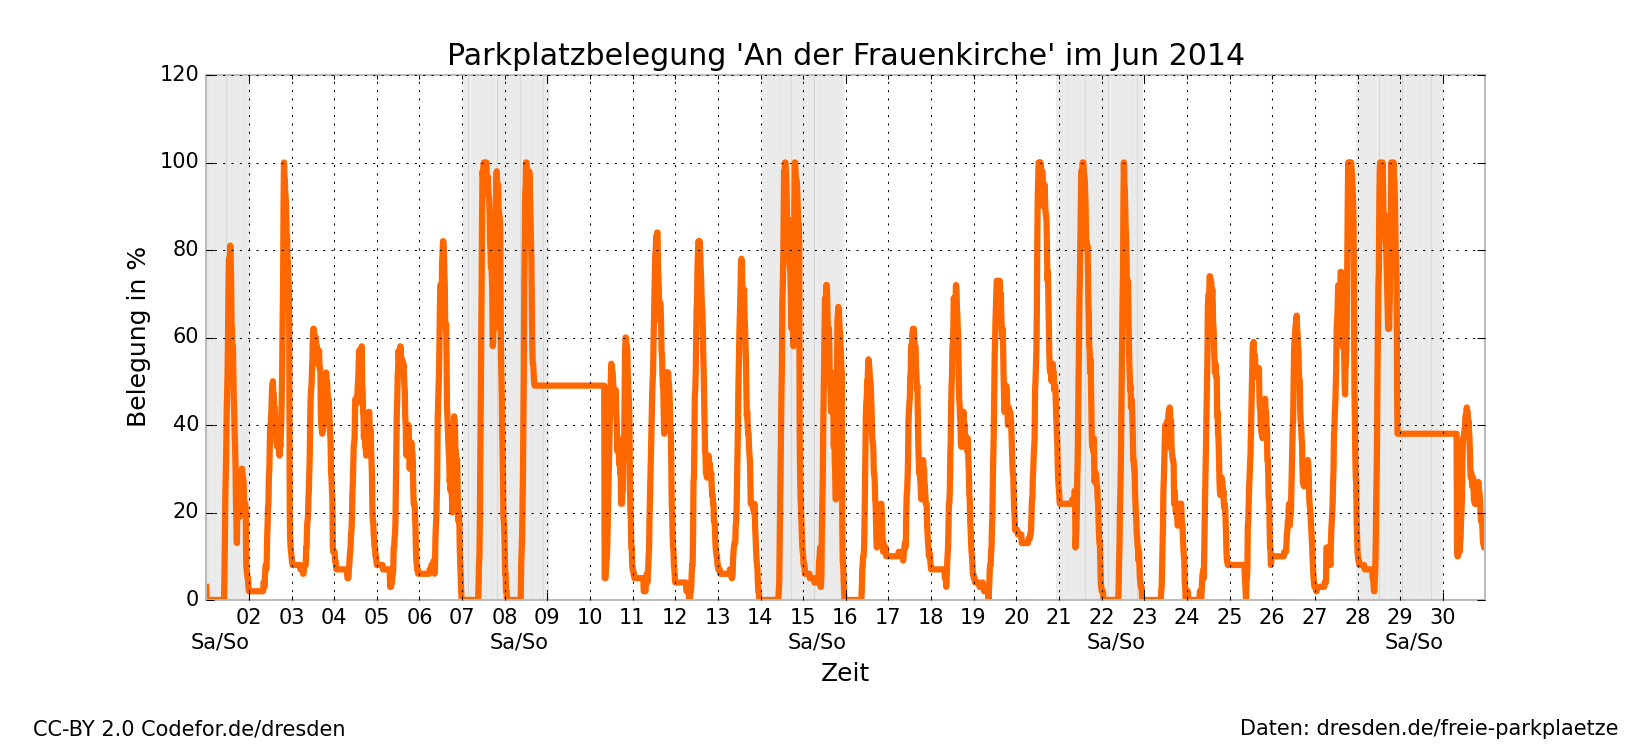 Parkplatzbelegung 'An der Frauenkirche' im Jun 2014
120
100
80
60
40
20
0
Belegung in %
02 03 04 05 06 07 08 09 10 11 12 13 14 15 16 17 18 19 20 21 22 23 24 25 26 27 28 29 30
Sa/So Sa/So Sa/So Sa/So Sa/So
Zeit
CC-BY 2.0 Codefor.de/dresden
Daten: dresden.de/freie-parkplaetze